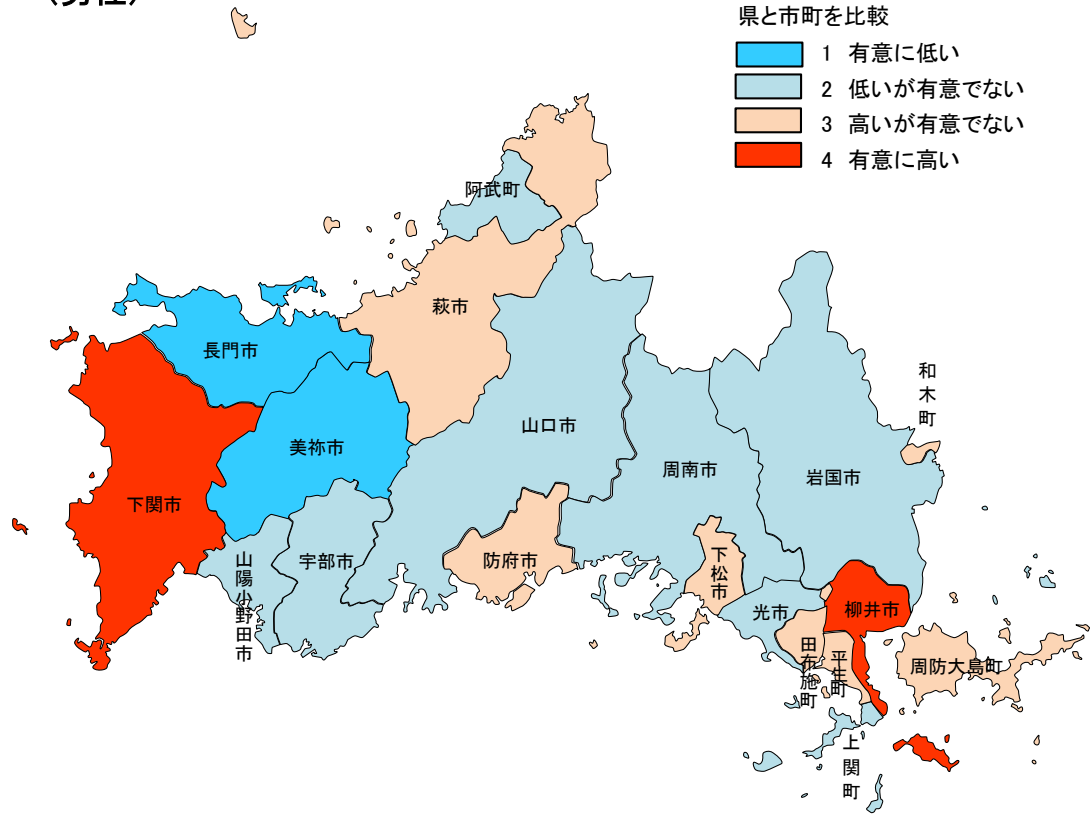 (男性)
県と市町を比較
1 有意に低い
2 低いが有意でない
3 高いが有意でない
4 有意に高い
阿武町
萩市
長門市
和木町
美祢市
山口市
周南市
岩国市
下関市
山陽小野田市
宇部市
防府市
下松市
光市
柳井市
田布施町
平生町
周防大島町
上関町